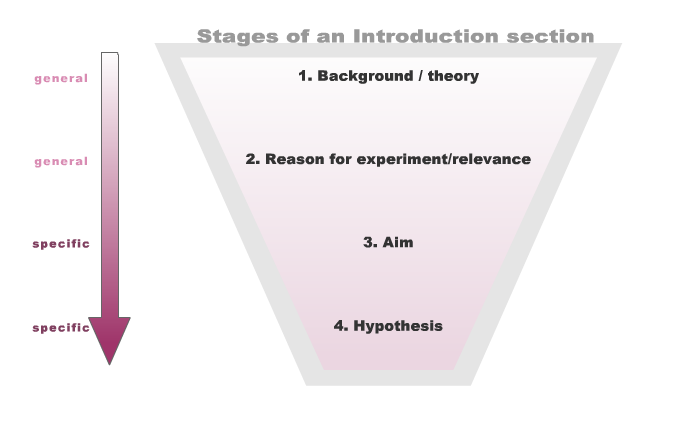 Stages of an Introduction section
general
1. Background / theory
general
2. Reason for experiment/relevance
specific
3. Aim
specific
4. Hypothesis